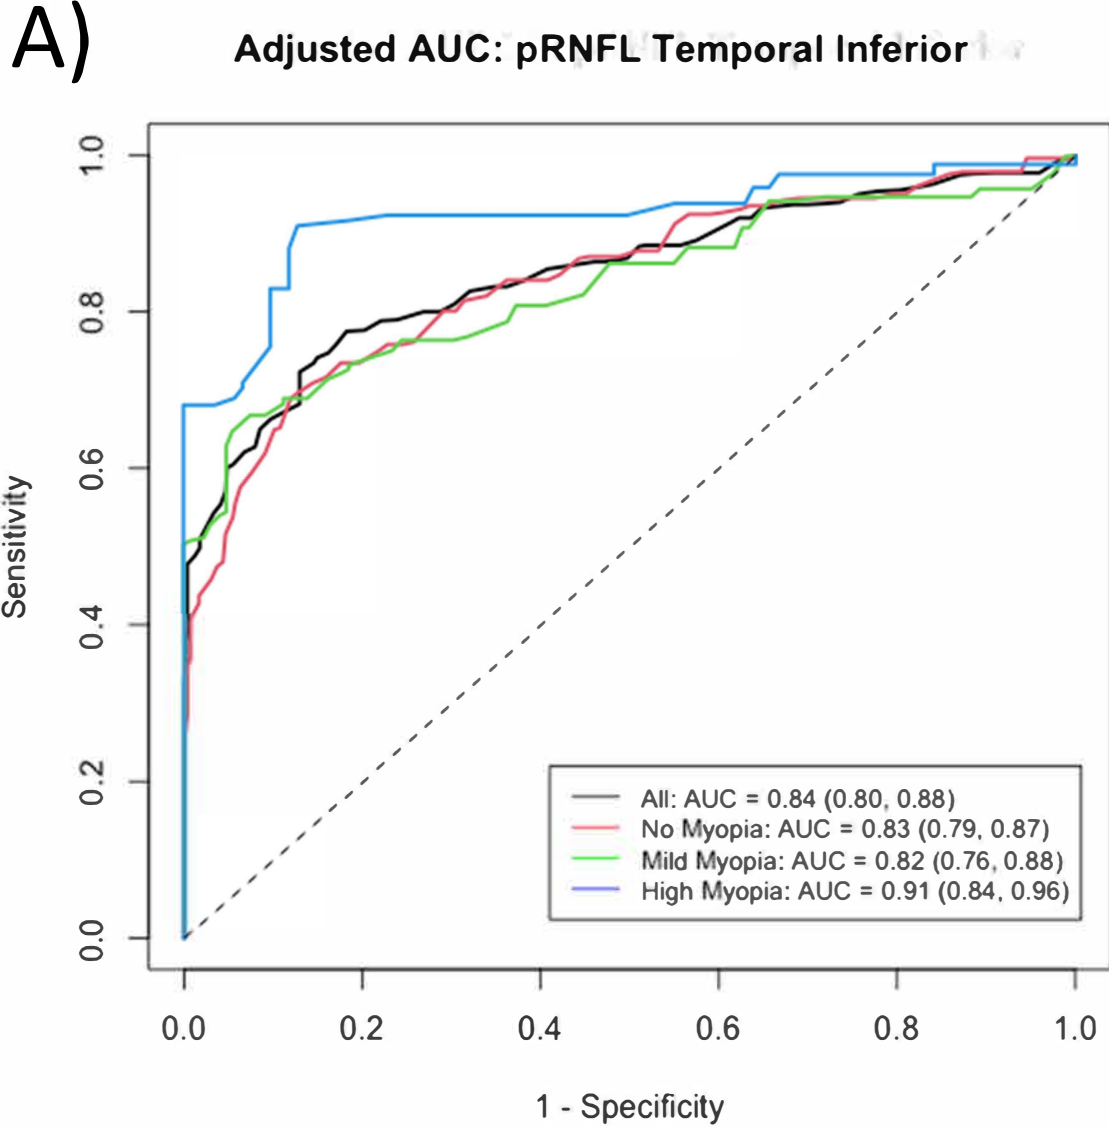 A)
Adjusted AUC: pRNFL Temporal Inferior
1.0
0.8
0.6
0.4
0.2
0.0
Sensitivity
All: AUC = 0.84 (0.80, 0.88)
No Myopia: AUC = 0.83 (0.79, 0.87)
Mild Myopia: AUC = 0.82 (0.76, 0.88)
High Myopia: AUC = 0.91 (0.84, 0.96)
0.0 0.2 0.4 0.6 0.8 1.0
1 - Specificity